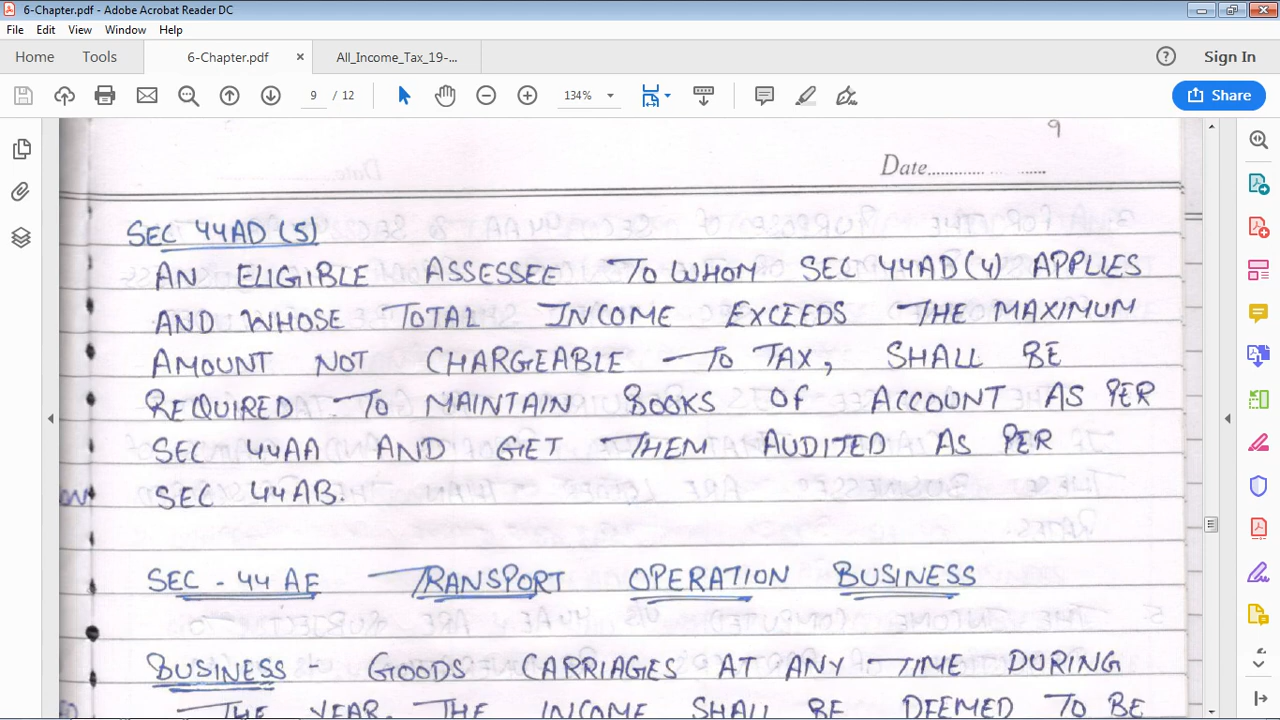 6-Chapter.pdf - Adobe Acrobat Reader DC
File Edit View Window Help
Home Tools 6-Chapter.pdf × All_Income_Tax_19-... Sign In
9 / 12 134% Share
9
Date
SEC 44AD(5)
AN ELIGIBLE ASSESSEE TO WHOM SEC 44AD(4) APPLIES
AND WHOSE TOTAL INCOME EXCEEDS THE MAXIMUM
AMOUNT NOT CHARGEABLE TO TAX, SHALL BE
REQUIRED TO MAINTAIN BOOKS OF ACCOUNT AS PER
SEC 44AA AND GET THEM AUDITED AS PER
SEC 44AB.
SEC - 44 AE TRANSPORT OPERATION BUSINESS
BUSINESS - GOODS CARRIAGES AT ANY TIME DURING
THE YEAR. THE INCOME SHALL BE DEEMED TO BE